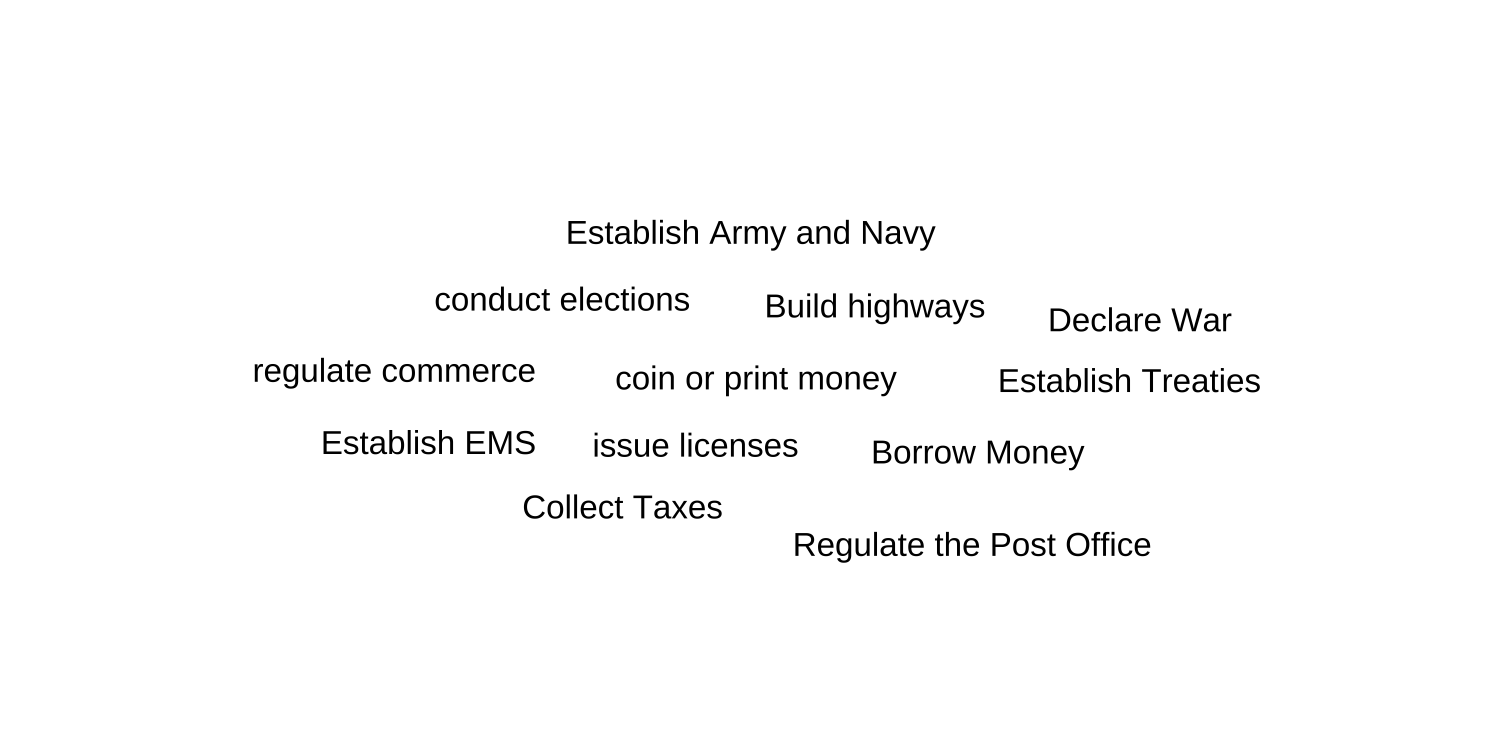 Establish Army and Navy
conduct elections
Build highways
Declare War
regulate commerce
coin or print money
Establish Treaties
Establish EMS
issue licenses
Borrow Money
Collect Taxes
Regulate the Post Office